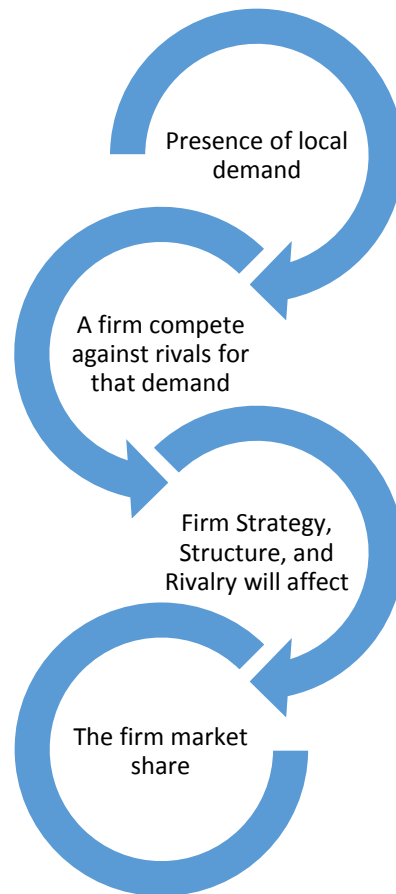 Presence of local
demand
A firm compete
against rivals for
that demand
Firm Strategy,
Structure, and
Rivalry will affect
The firm market
share